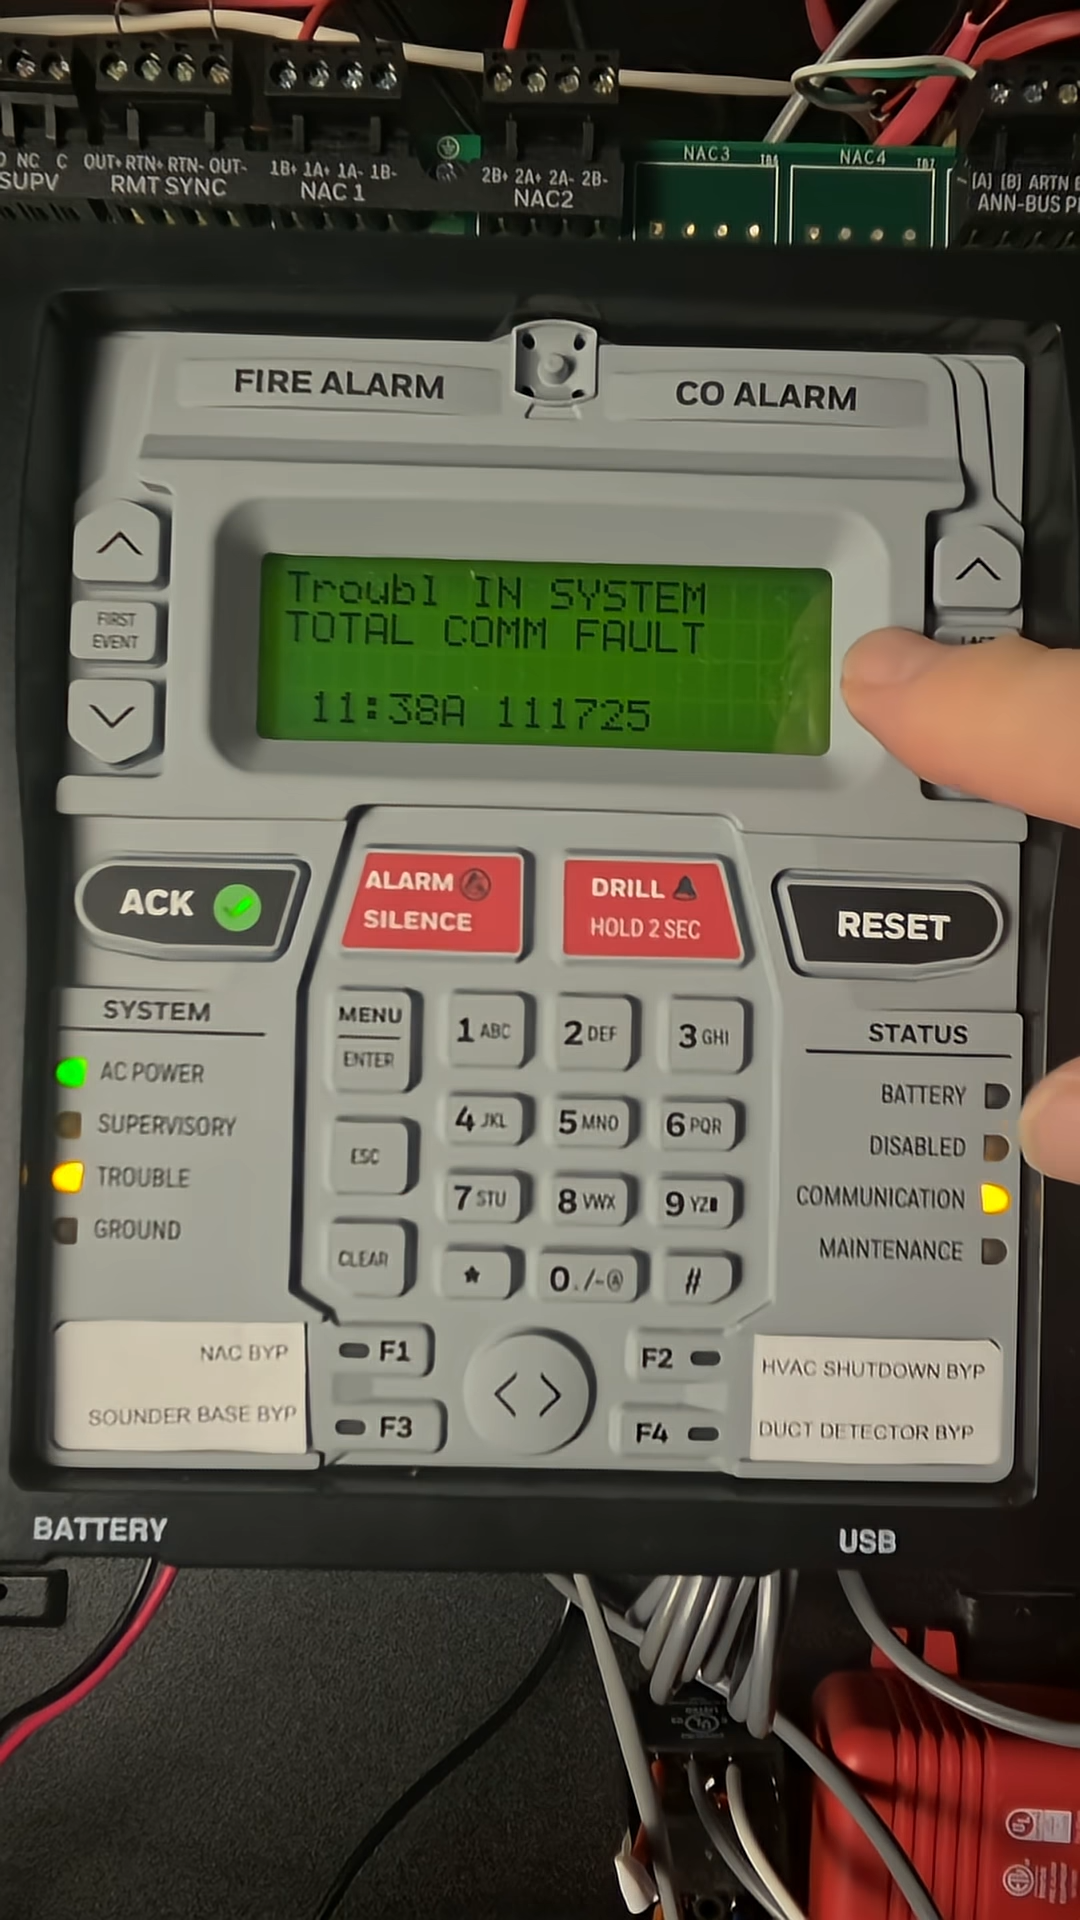 NC C
SUPV
OUT+ RTN+ RTN- OUT-
RMT SYNC
1B+ 1A+ 1A- 1B-
NAC 1
2B+ 2A+ 2A- 2B-
NAC2
NAC3
NAC4
[A] [B] ARTN
ANN-BUS
FIRE ALARM
CO ALARM
FIRST
EVENT
Troubl IN SYSTEM
TOTAL COMM FAULT
11:38A 111725
ACK
ALARM
SILENCE
DRILL
HOLD 2 SEC
RESET
SYSTEM
AC POWER
SUPERVISORY
TROUBLE
GROUND
MENU
ENTER
ESC
CLEAR
1 ABC
2 DEF
3 GHI
4 JKL
5 MNO
6 PQR
7 STU
8 VWX
9 YZ
*
0 ./-
#
STATUS
BATTERY
DISABLED
COMMUNICATION
MAINTENANCE
NAC BYP
SOUNDER BASE BYP
F1
F3
< >
F2
F4
HVAC SHUTDOWN BYP
DUCT DETECTOR BYP
BATTERY
USB